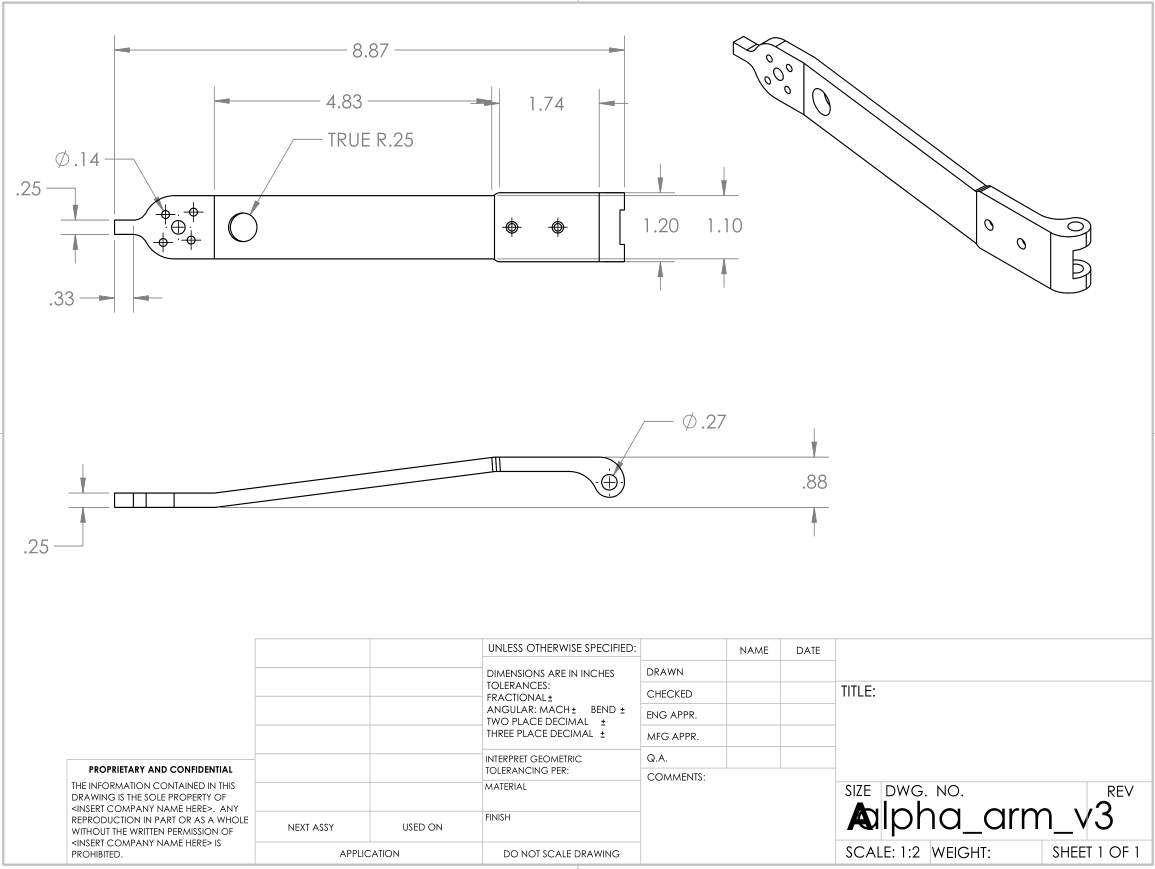 8.87
4.83
1.74
TRUE R.25
⌀.14
.25
1.20
1.10
.33
⌀.27
.88
.25
UNLESS OTHERWISE SPECIFIED:
DIMENSIONS ARE IN INCHES
TOLERANCES:
FRACTIONAL±
ANGULAR: MACH± BEND ±
TWO PLACE DECIMAL ±
THREE PLACE DECIMAL ±
INTERPRET GEOMETRIC
TOLERANCING PER:
MATERIAL
FINISH
DO NOT SCALE DRAWING
NAME DATE
DRAWN
CHECKED
ENG APPR.
MFG APPR.
Q.A.
COMMENTS:
PROPRIETARY AND CONFIDENTIAL
THE INFORMATION CONTAINED IN THIS
DRAWING IS THE SOLE PROPERTY OF
<INSERT COMPANY NAME HERE>. ANY
REPRODUCTION IN PART OR AS A WHOLE
WITHOUT THE WRITTEN PERMISSION OF
<INSERT COMPANY NAME HERE> IS
PROHIBITED.
NEXT ASSY USED ON
APPLICATION
TITLE:
SIZE DWG. NO. REV
A alpha_arm_v3
SCALE: 1:2 WEIGHT: SHEET 1 OF 1